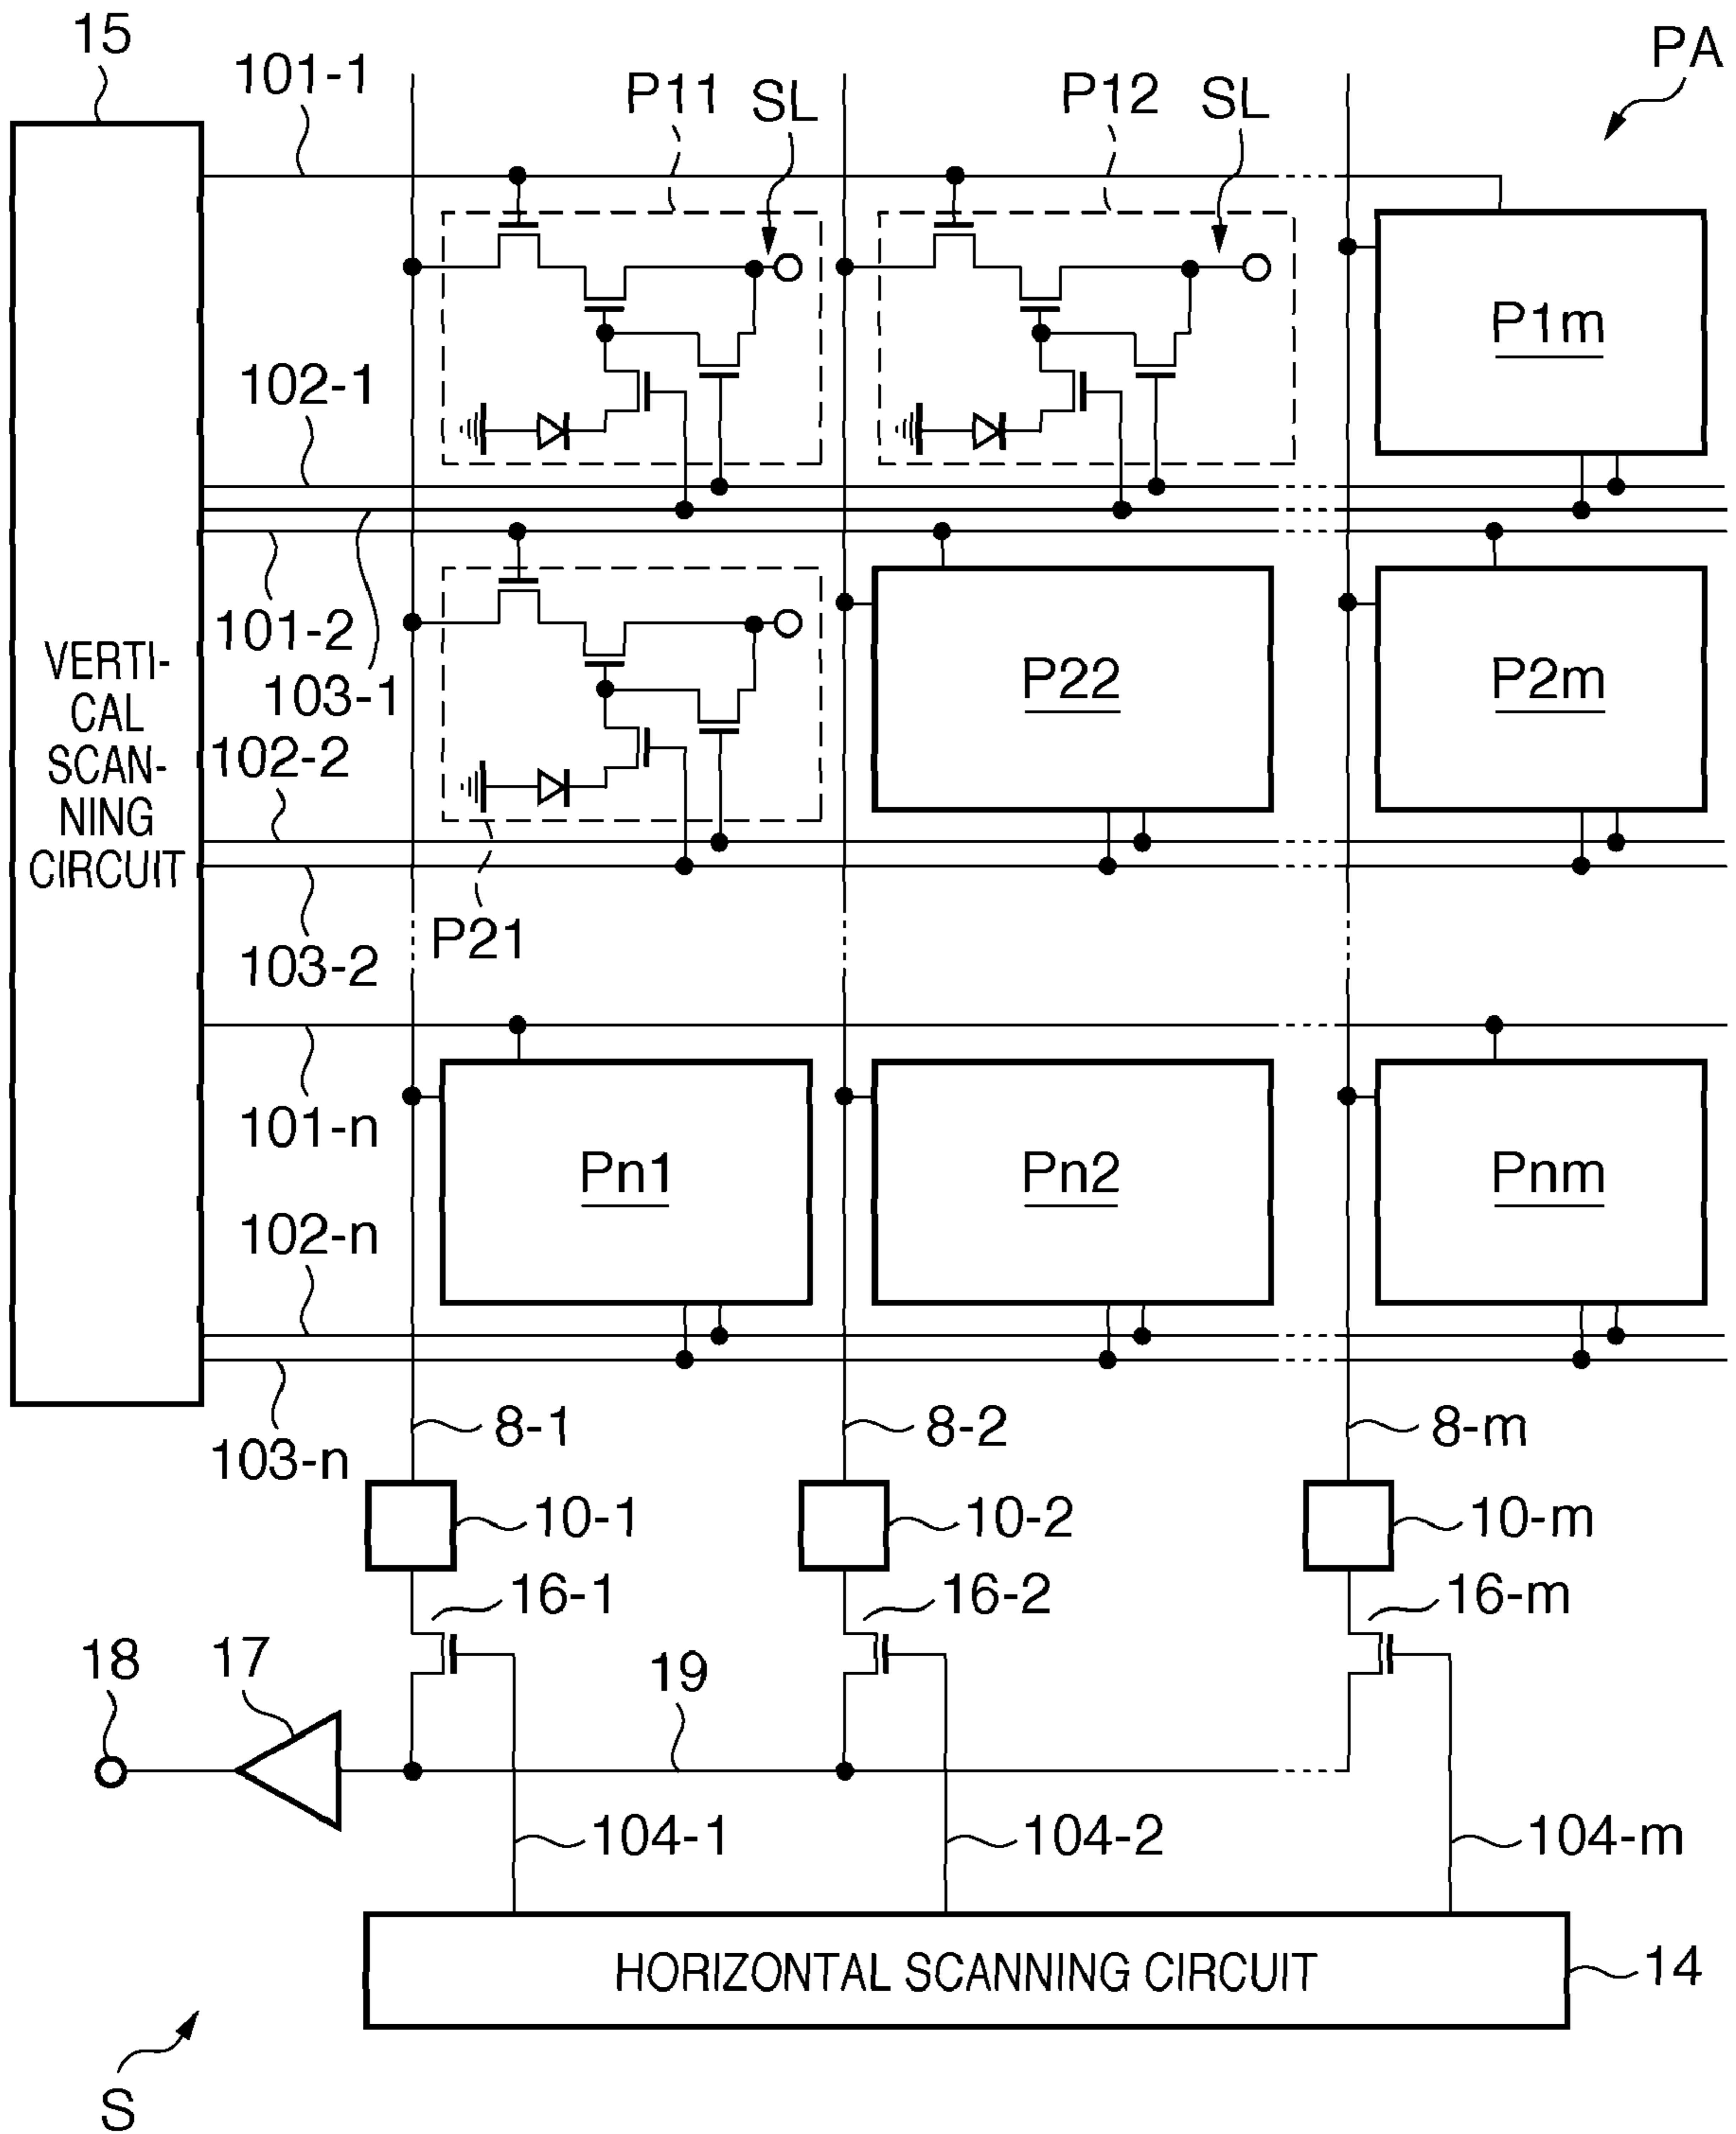 15
101-1
P11
SL
P12
SL
PA
P1m
102-1
101-2
103-1
102-2
P22
P2m
VERTI-
CAL
SCAN-
NING
CIRCUIT
P21
103-2
101-n
Pn1
Pn2
Pnm
102-n
103-n
8-1
8-2
8-m
10-1
10-2
10-m
16-1
16-2
16-m
18
17
19
104-1
104-2
104-m
HORIZONTAL SCANNING CIRCUIT
14
S